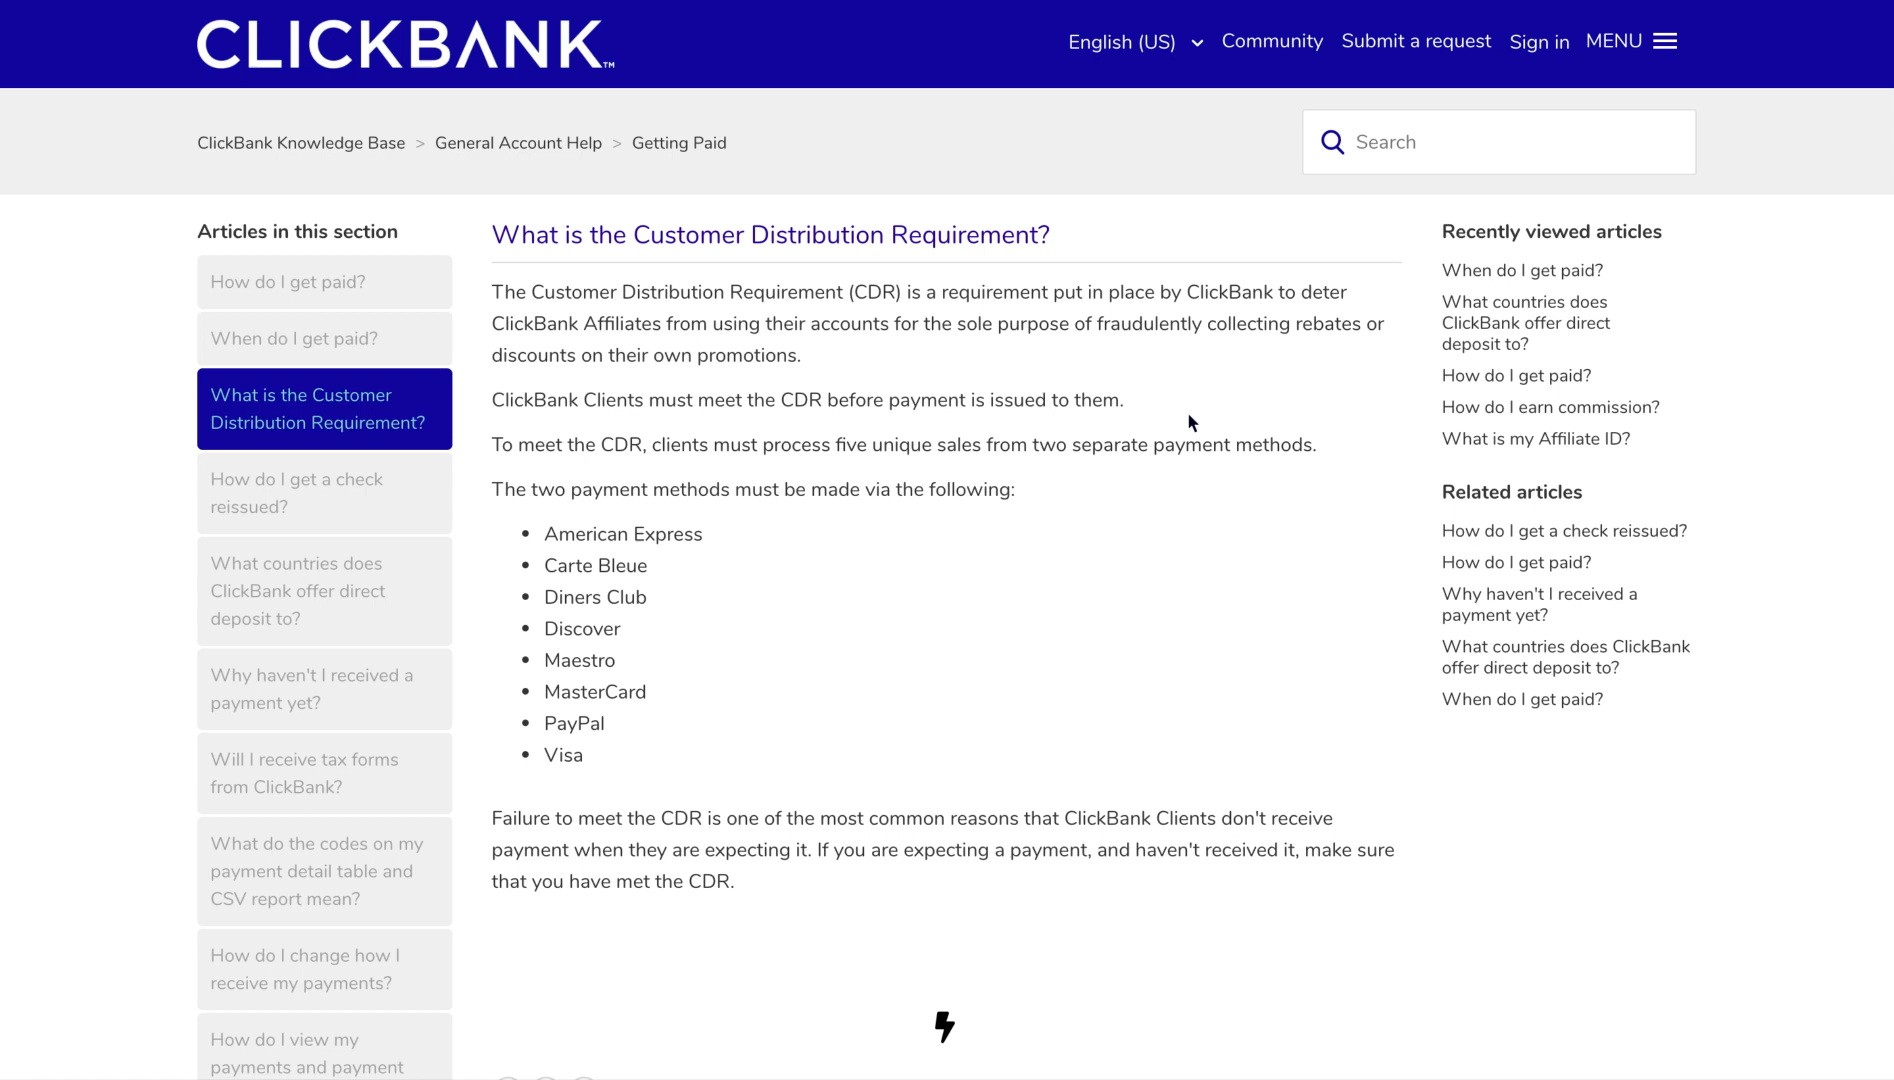 CLICKBANK™
English (US)
Community
Submit a request
Sign in
MENU
ClickBank Knowledge Base > General Account Help > Getting Paid
Search
Articles in this section
How do I get paid?
When do I get paid?
What is the Customer
Distribution Requirement?
How do I get a check
reissued?
What countries does
ClickBank offer direct
deposit to?
Why haven't I received a
payment yet?
Will I receive tax forms
from ClickBank?
What do the codes on my
payment detail table and
CSV report mean?
How do I change how I
receive my payments?
How do I view my
payments and payment
What is the Customer Distribution Requirement?
The Customer Distribution Requirement (CDR) is a requirement put in place by ClickBank to deter
ClickBank Affiliates from using their accounts for the sole purpose of fraudulently collecting rebates or
discounts on their own promotions.
ClickBank Clients must meet the CDR before payment is issued to them.
To meet the CDR, clients must process five unique sales from two separate payment methods.
The two payment methods must be made via the following:
• American Express
• Carte Bleue
• Diners Club
• Discover
• Maestro
• MasterCard
• PayPal
• Visa
Failure to meet the CDR is one of the most common reasons that ClickBank Clients don't receive
payment when they are expecting it. If you are expecting a payment, and haven't received it, make sure
that you have met the CDR.
Recently viewed articles
When do I get paid?
What countries does
ClickBank offer direct
deposit to?
How do I get paid?
How do I earn commission?
What is my Affiliate ID?
Related articles
How do I get a check reissued?
How do I get paid?
Why haven't I received a
payment yet?
What countries does ClickBank
offer direct deposit to?
When do I get paid?